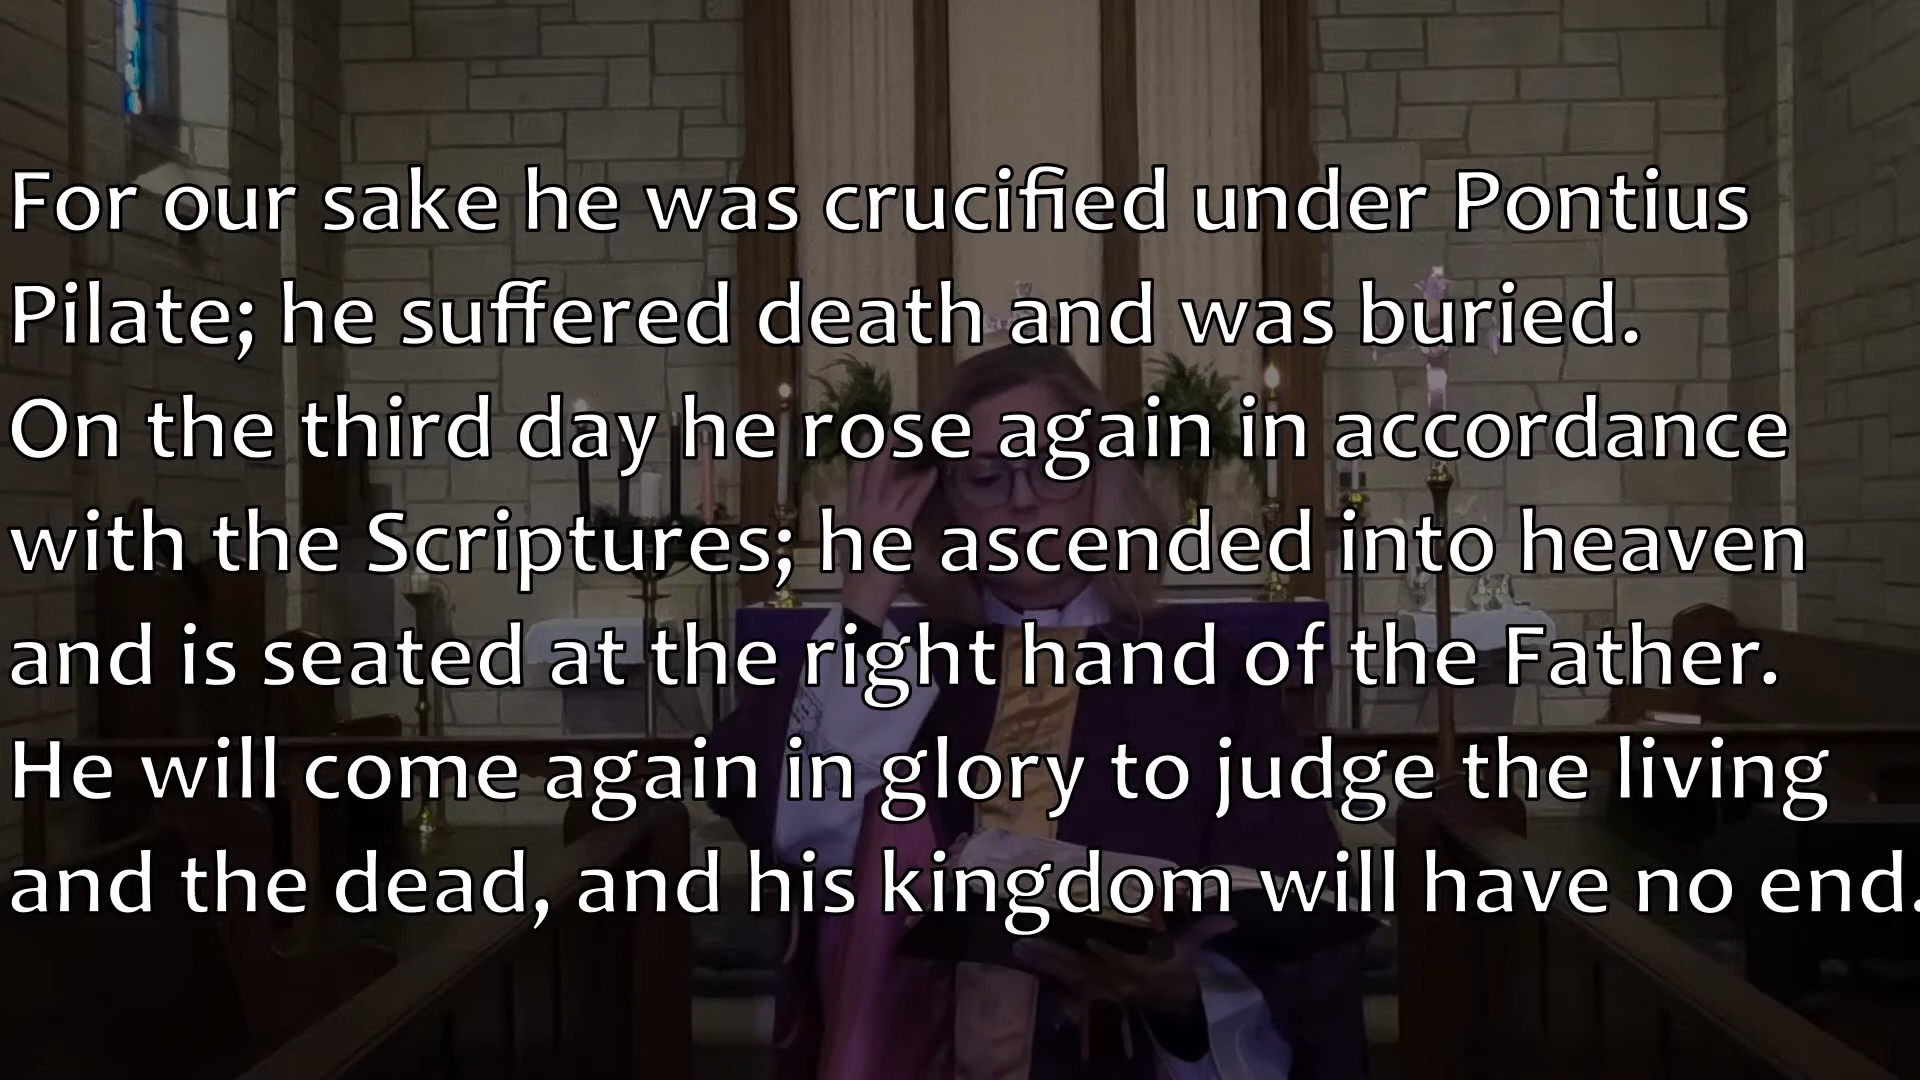 For our sake he was crucified under Pontius
Pilate; he suffered death and was buried.
On the third day he rose again in accordance
with the Scriptures; he ascended into heaven
and is seated at the right hand of the Father.
He will come again in glory to judge the living
and the dead, and his kingdom will have no end.